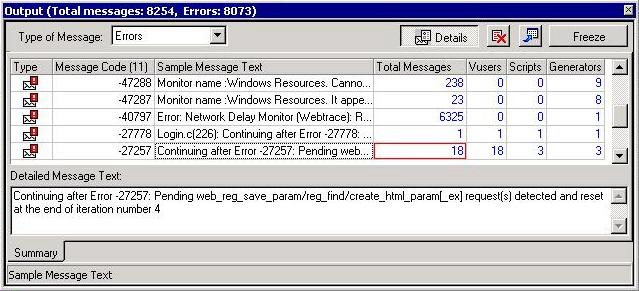 Output (Total messages: 8254, Errors: 8073)
Type of Message: Errors Details Freeze
Type Message Code (11) Sample Message Text Total Messages Vusers Scripts Generators
-47288 Monitor name :Windows Resources. Canno... 238 0 0 9
-47287 Monitor name :Windows Resources. It appe... 23 0 0 8
-40797 Error: Network Delay Monitor (Webtrace): R... 6325 0 0 1
-27778 Login.c(226): Continuing after Error -27778: ... 1 1 1 1
-27257 Continuing after Error -27257: Pending web... 18 18 3 3
Detailed Message Text:
Continuing after Error -27257: Pending web_reg_save_param/reg_find/create_html_param[_ex] request(s) detected and reset
at the end of iteration number 4
Summary
Sample Message Text